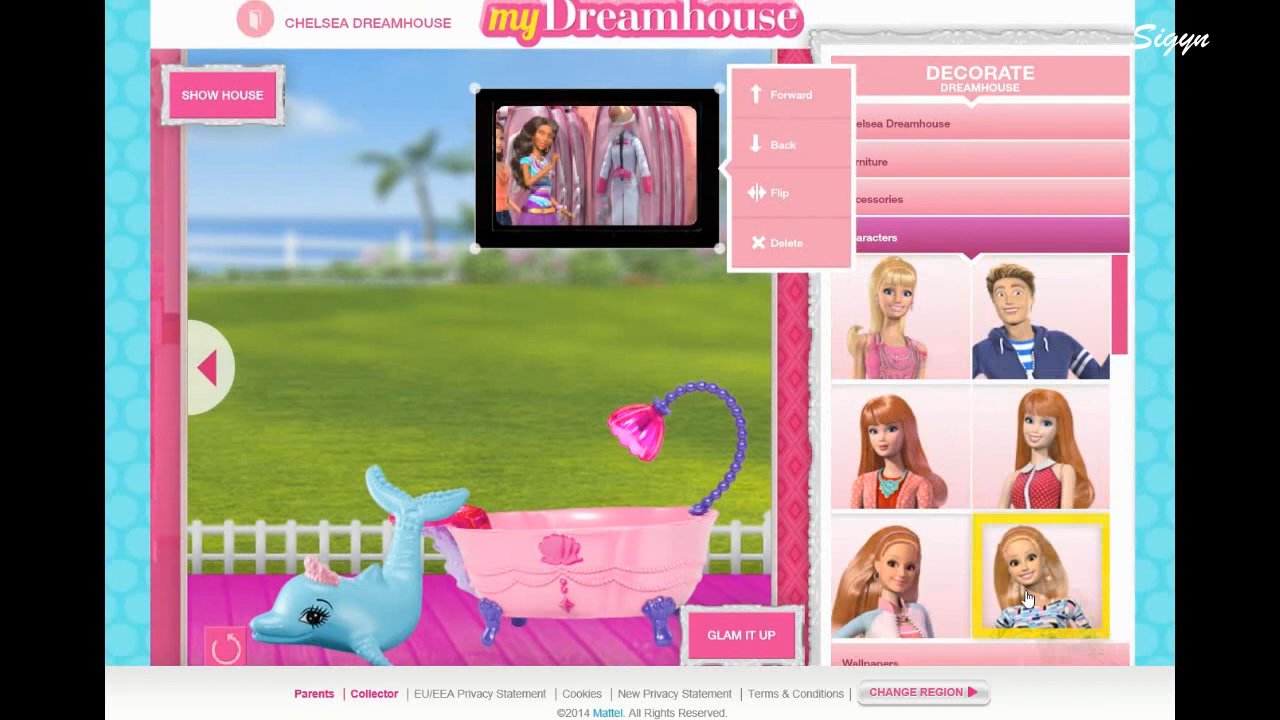 CHELSEA DREAMHOUSE
my Dreamhouse
Sigyn
SHOW HOUSE
Forward
Back
Flip
Delete
DECORATE
DREAMHOUSE
elsea Dreamhouse
rniture
cessories
aracters
GLAM IT UP
Wallpapers
Parents | Collector | EU/EEA Privacy Statement | Cookies | New Privacy Statement | Terms & Conditions |
CHANGE REGION
©2014 Mattel. All Rights Reserved.